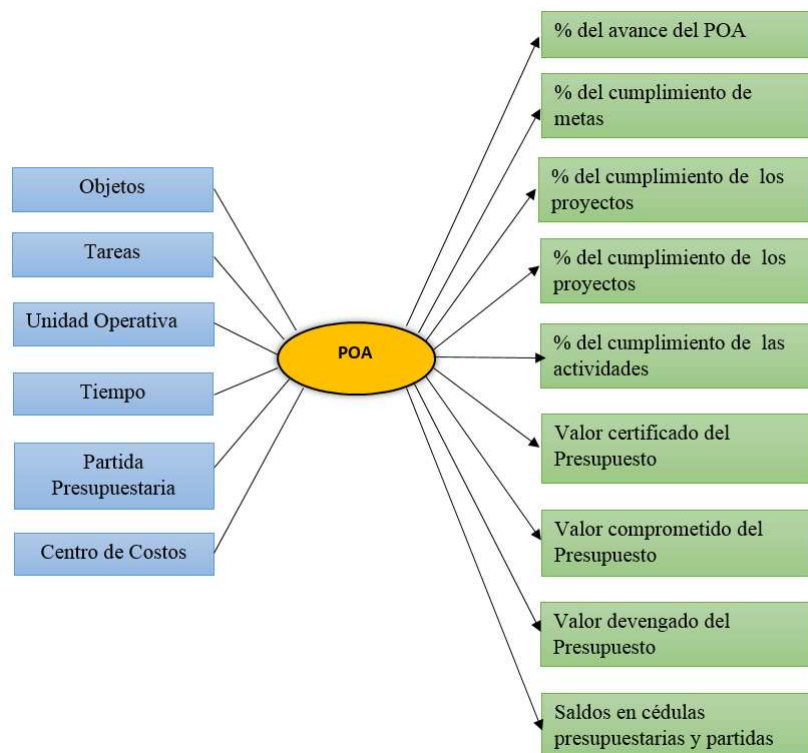 Objetos
Tareas
Unidad Operativa
Tiempo
Partida
Presupuestaria
Centro de Costos
POA
% del avance del POA
% del cumplimiento de
metas
% del cumplimiento de  los
proyectos
% del cumplimiento de  los
proyectos
% del cumplimiento de  las
actividades
Valor certificado del
Presupuesto
Valor comprometido del
Presupuesto
Valor devengado del
Presupuesto
Saldos en cédulas
presupuestarias y partidas